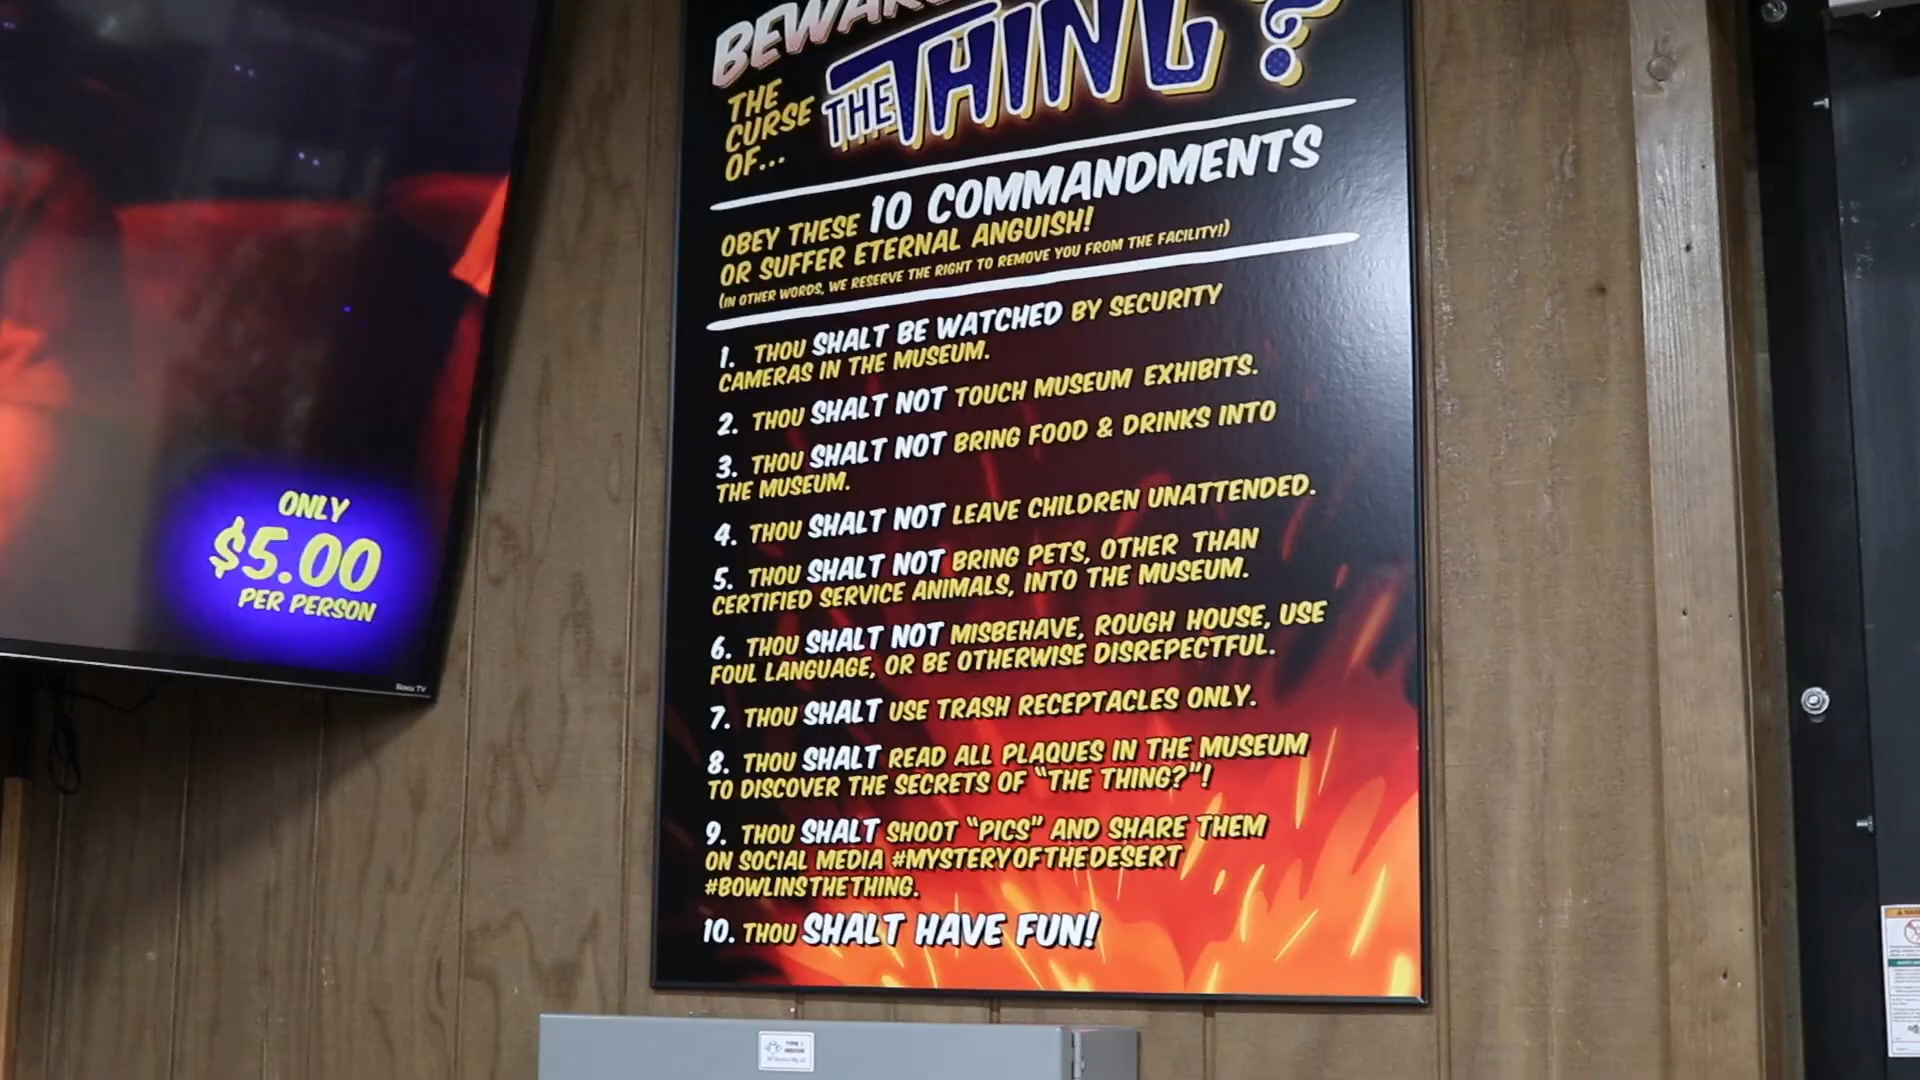 BEWARE
THE CURSE OF...
THE THING?
OBEY THESE 10 COMMANDMENTS
OR SUFFER ETERNAL ANGUISH!
(IN OTHER WORDS, WE RESERVE THE RIGHT TO REMOVE YOU FROM THE FACILITY!)
1. THOU SHALT BE WATCHED BY SECURITY
CAMERAS IN THE MUSEUM.
2. THOU SHALT NOT TOUCH MUSEUM EXHIBITS.
3. THOU SHALT NOT BRING FOOD & DRINKS INTO
THE MUSEUM.
4. THOU SHALT NOT LEAVE CHILDREN UNATTENDED.
5. THOU SHALT NOT BRING PETS, OTHER THAN
CERTIFIED SERVICE ANIMALS, INTO THE MUSEUM.
6. THOU SHALT NOT MISBEHAVE, ROUGH HOUSE, USE
FOUL LANGUAGE, OR BE OTHERWISE DISREPECTFUL.
7. THOU SHALT USE TRASH RECEPTACLES ONLY.
8. THOU SHALT READ ALL PLAQUES IN THE MUSEUM
TO DISCOVER THE SECRETS OF "THE THING?"!
9. THOU SHALT SHOOT "PICS" AND SHARE THEM
ON SOCIAL MEDIA #MYSTERYOFTHEDESERT
#BOWLINSTHETHING.
10. THOU SHALT HAVE FUN!
ONLY
$5.00
PER PERSON
Roku TV